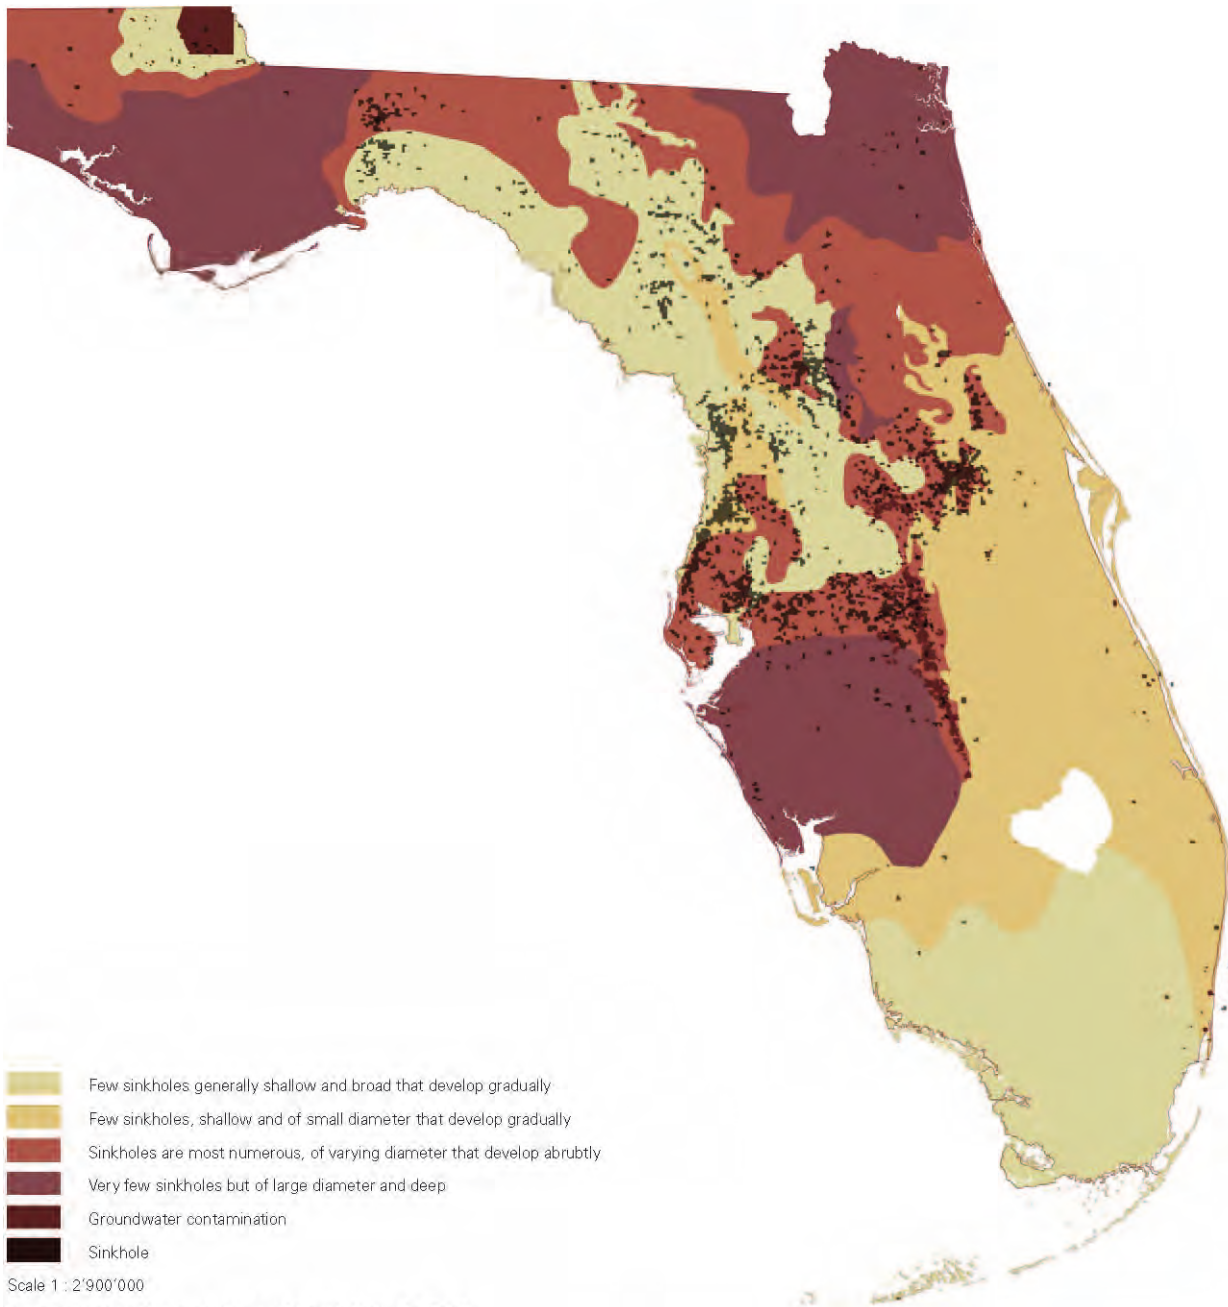 Few sinkholes generally shallow and broad that develop gradually
Few sinkholes, shallow and of small diameter that develop gradually
Sinkholes are most numerous, of varying diameter that develop abrubtly
Very few sinkholes but of large diameter and deep
Groundwater contamination
Sinkhole
Scale 1 : 2'900'000